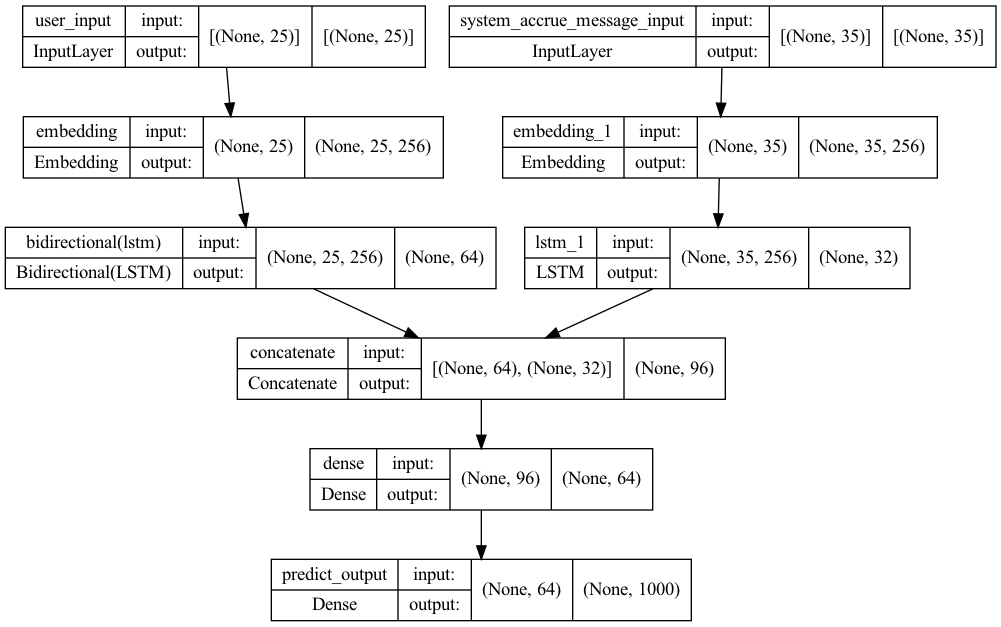 user_input input: [(None, 25)] [(None, 25)]
InputLayer output:
system_accrue_message_input input: [(None, 35)] [(None, 35)]
InputLayer output:
embedding input: (None, 25) (None, 25, 256)
Embedding output:
embedding_1 input: (None, 35) (None, 35, 256)
Embedding output:
bidirectional(lstm) input: (None, 25, 256) (None, 64)
Bidirectional(LSTM) output:
lstm_1 input: (None, 35, 256) (None, 32)
LSTM output:
concatenate input: [(None, 64), (None, 32)] (None, 96)
Concatenate output:
dense input: (None, 96) (None, 64)
Dense output:
predict_output input: (None, 64) (None, 1000)
Dense output: